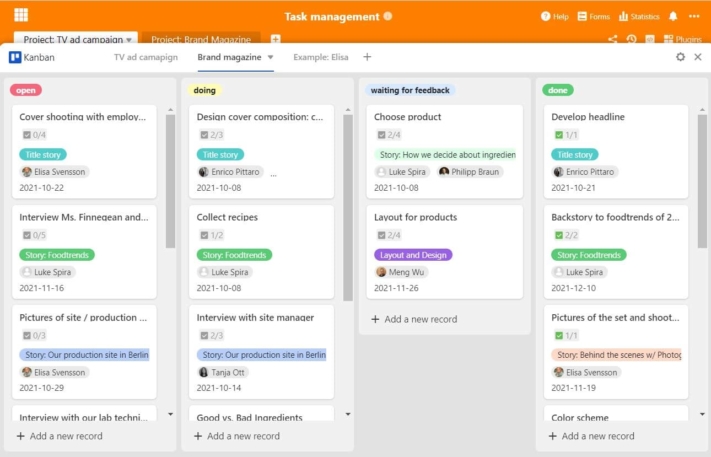 Task management
Help
Forms
Statistics
Project: TV ad campaign
Project: Brand Magazine
Plugins
Kanban
TV ad camapign
Brand magazine
Example: Elisa
open
Cover shooting with employ...
0/4
Title story
Elisa Svensson
2021-10-22
Interview Ms. Finnegean and...
0/5
Story: Foodtrends
Luke Spira
2021-11-16
Pictures of site / production ...
0/3
Story: Our production site in Berlin
Elisa Svensson
2021-10-29
Interview with our lab techni...
+ Add a new record
doing
Design cover composition: c...
2/3
Title story
Enrico Pittaro ...
2021-10-08
Collect recipes
1/2
Story: Foodtrends
Luke Spira
2021-10-08
Interview with site manager
2/3
Story: Our production site in Berlin
Tanja Ott
2021-10-14
Good vs. Bad Ingredients
+ Add a new record
waiting for feedback
Choose product
2/4
Story: How we decide about ingredien
Luke Spira Philipp Braun
2021-10-08
Layout for products
2/4
Layout and Design
Meng Wu
2021-11-26
+ Add a new record
done
Develop headline
1/1
Title story
Enrico Pittaro
2021-10-21
Backstory to foodtrends of 2...
2/2
Story: Foodtrends
Luke Spira
2021-12-10
Pictures of the set and shoot...
1/1
Story: Behind the scenes w/ Photog
Elisa Svensson
2021-11-19
Color scheme
+ Add a new record